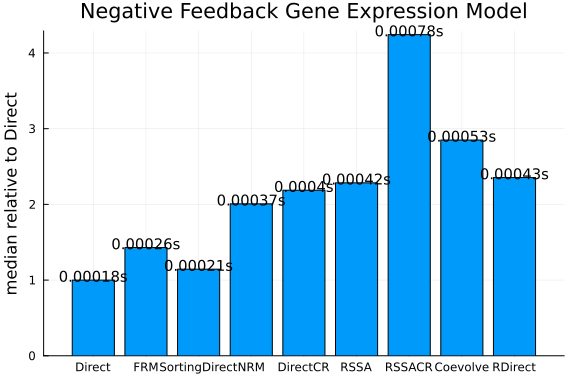 Negative Feedback Gene Expression Model
median relative to Direct
4
3
2
1
0
0.00018s
0.00026s
0.00021s
0.00037s
0.0004s
0.00042s
0.00078s
0.00053s
0.00043s
Direct FRM SortingDirect NRM DirectCR RSSA RSSACR Coevolve RDirect